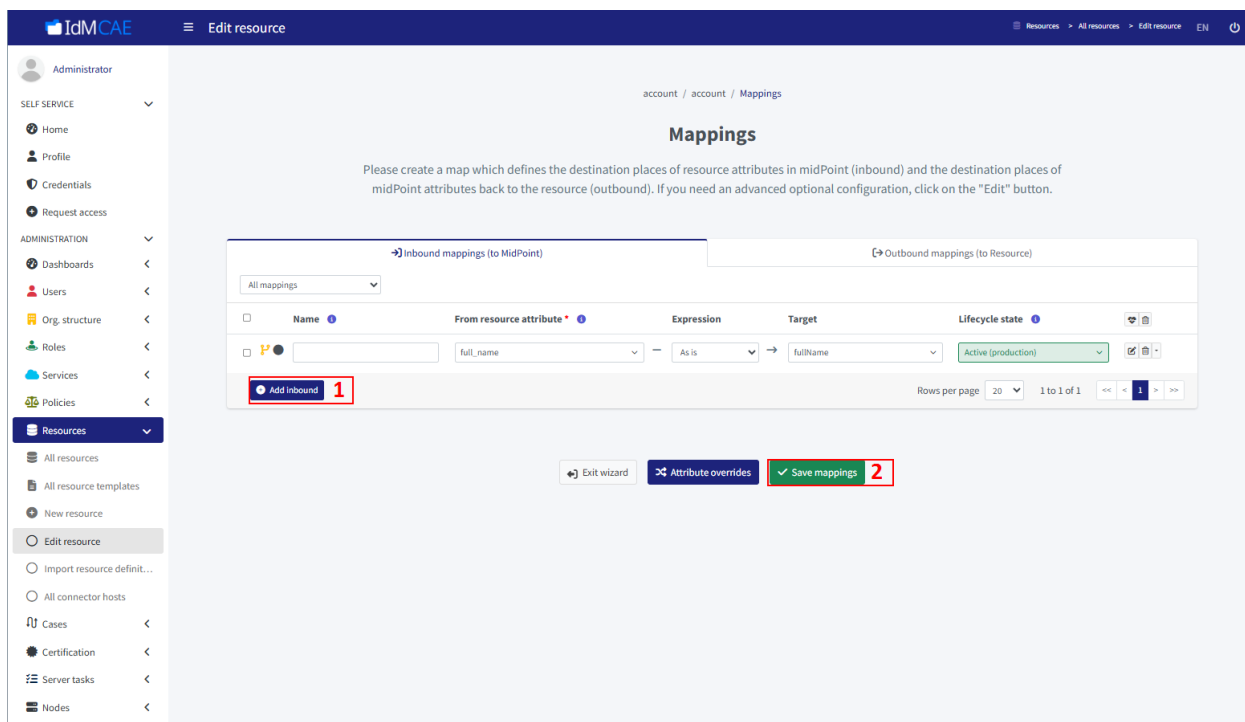 IdMCAE
Edit resource
Resources > All resources > Edit resource
EN
Administrator
SELF SERVICE
Home
Profile
Credentials
Request access
ADMINISTRATION
Dashboards
Users
Org. structure
Roles
Services
Policies
Resources
All resources
All resource templates
New resource
Edit resource
Import resource definit...
All connector hosts
Cases
Certification
Server tasks
Nodes
account / account / Mappings
Mappings
Please create a map which defines the destination places of resource attributes in midPoint (inbound) and the destination places of
midPoint attributes back to the resource (outbound). If you need an advanced optional configuration, click on the "Edit" button.
Inbound mappings (to MidPoint)
Outbound mappings (to Resource)
All mappings
Name From resource attribute * Expression Target Lifecycle state
full_name As is fullName Active (production)
Add inbound 1
Rows per page 20 1 to 1 of 1 << < 1 > >>
Exit wizard Attribute overrides Save mappings 2